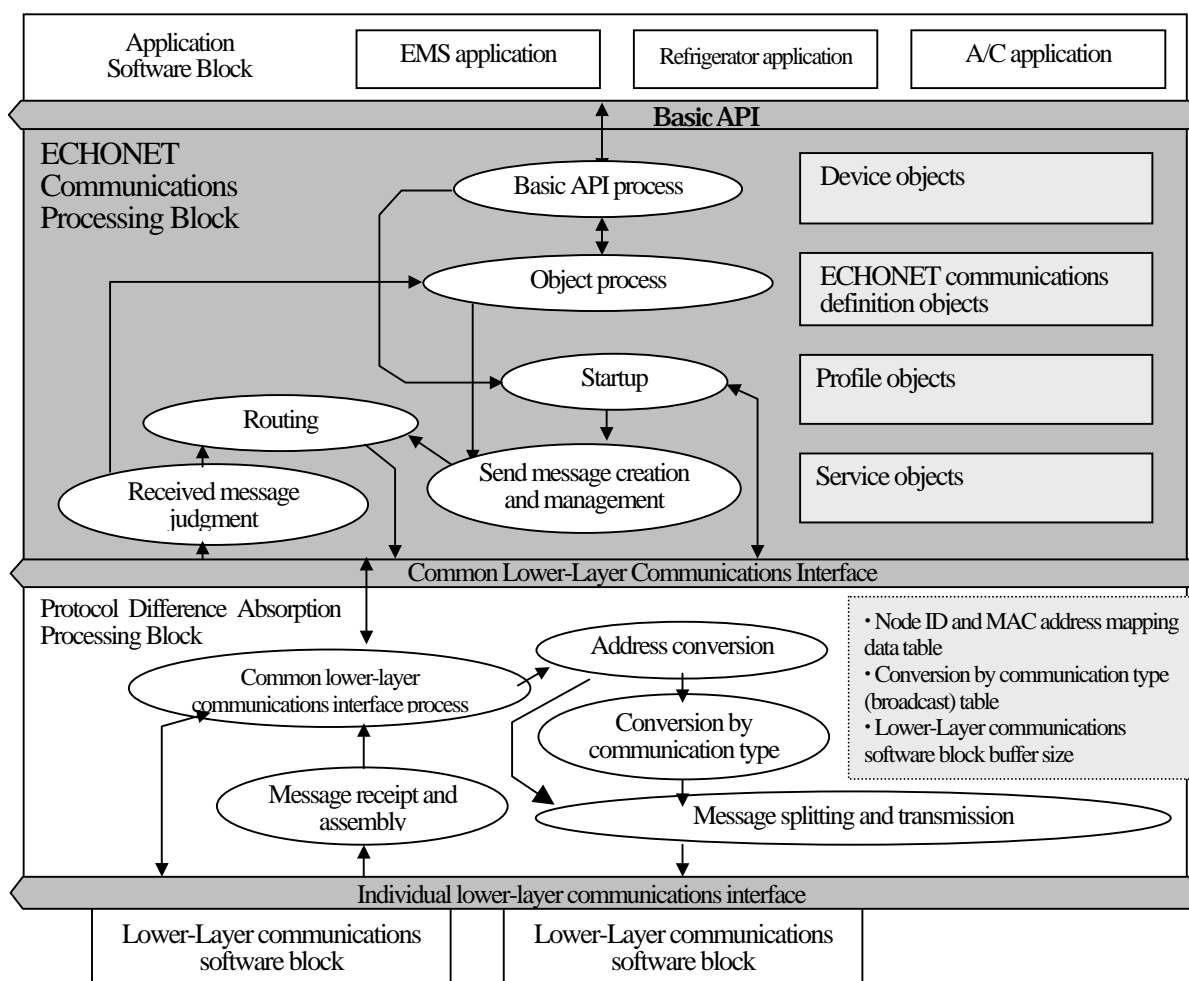 Application
Software Block
EMS application
Refrigerator application
A/C application
Basic API
ECHONET
Communications
Processing Block
Basic API process
Device objects
Object process
ECHONET communications
definition objects
Startup
Profile objects
Routing
Send message creation
and management
Service objects
Received message
judgment
Common Lower-Layer Communications Interface
Protocol Difference Absorption
Processing Block
Address conversion
・Node ID and MAC address mapping
data table
・Conversion by communication type
(broadcast) table
・Lower-Layer communications
software block buffer size
Common lower-layer
communications interface process
Conversion by
communication type
Message receipt and
assembly
Message splitting and transmission
Individual lower-layer communications interface
Lower-Layer communications
software block
Lower-Layer communications
software block